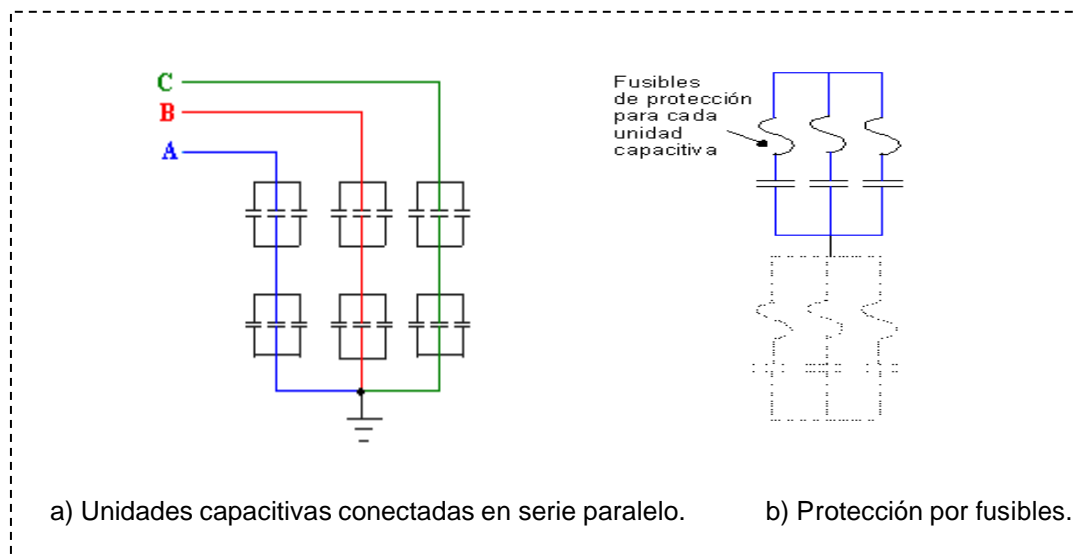 C
B
A
Fusibles
de protección
para cada
unidad
capacitiva
a) Unidades capacitivas conectadas en serie paralelo.
b) Protección por fusibles.